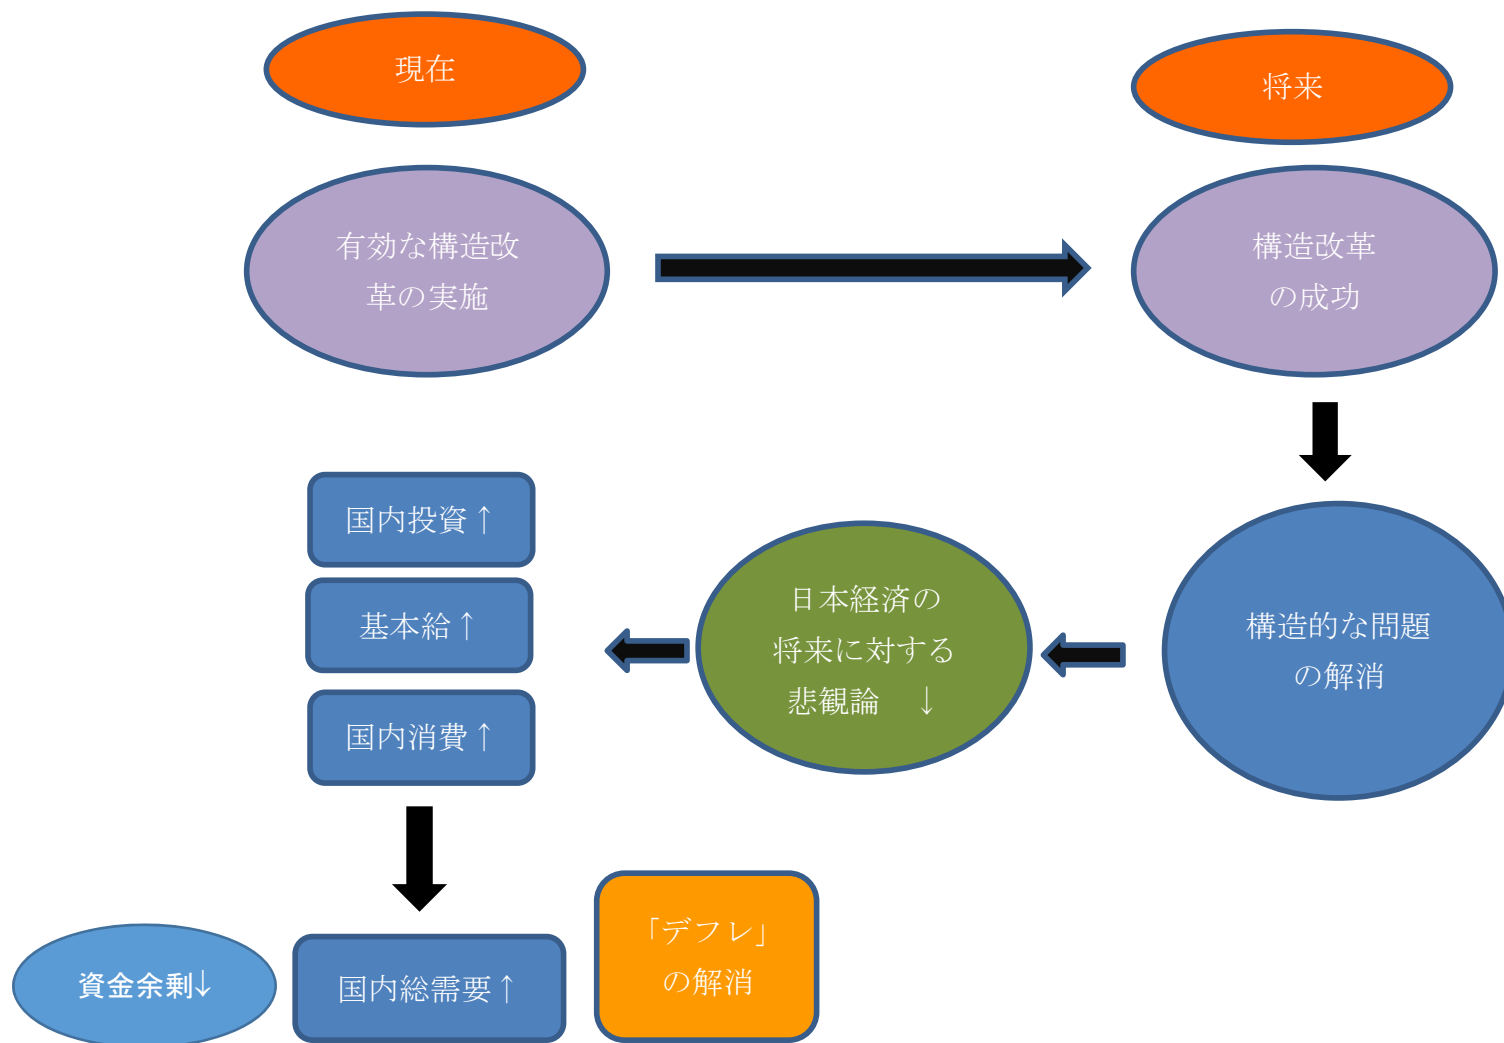 現在
将来
有効な構造改
革の実施
構造改革
の成功
国内投資↑
基本給↑
国内消費↑
日本経済の
将来に対する
悲観論　↓
構造的な問題
の解消
資金余剰↓
国内総需要↑
「デフレ」
の解消